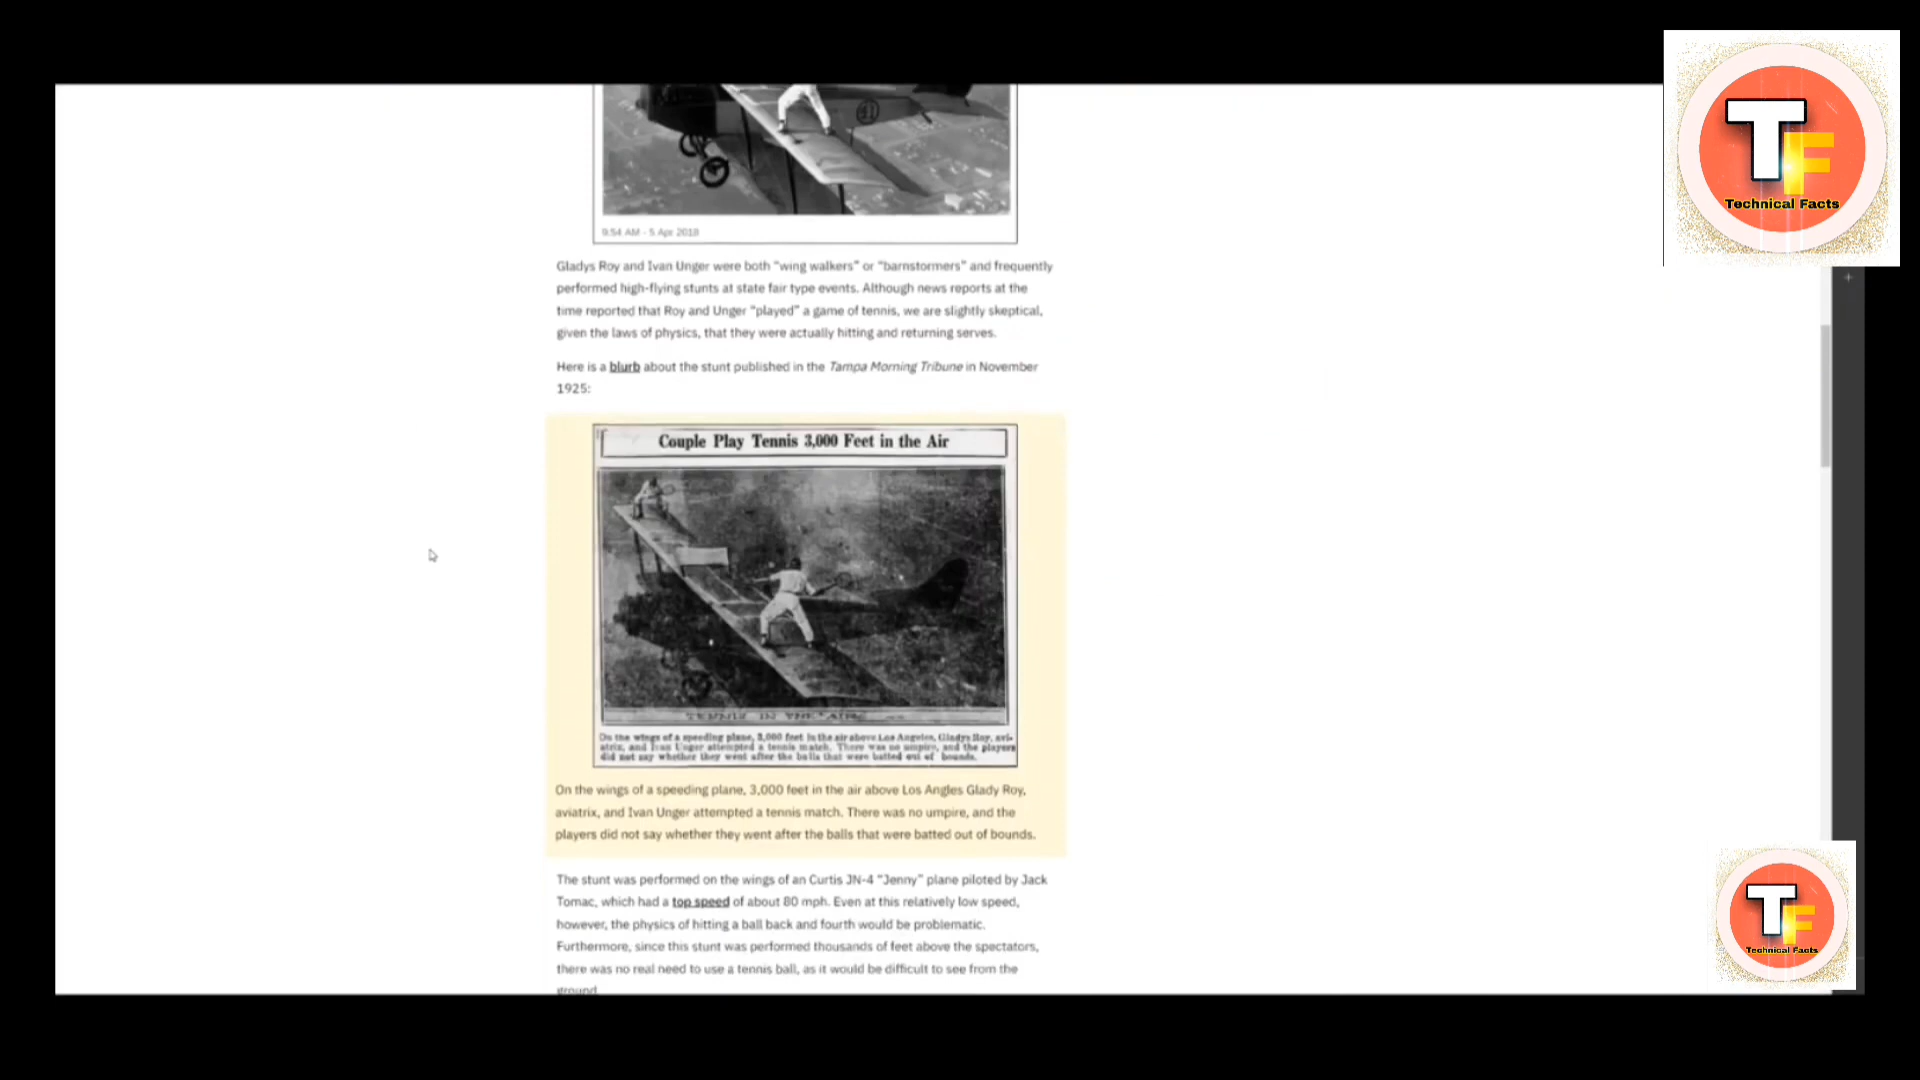 TF
Technical Facts
9:54 AM - 5 Apr 2018
Gladys Roy and Ivan Unger were both "wing walkers" or "barnstormers" and frequently
performed high-flying stunts at state fair type events. Although news reports at the
time reported that Roy and Unger "played" a game of tennis, we are slightly skeptical,
given the laws of physics, that they were actually hitting and returning serves.
Here is a blurb about the stunt published in the Tampa Morning Tribune in November
1925:
Couple Play Tennis 3,000 Feet in the Air
TENNIS IN THE AIR
On the wings of a speeding plane, 3,000 feet in the air above Los Angeles, Gladys Roy, avi-
atrix, and Ivan Unger attempted a tennis match. There was no umpire, and the players
did not say whether they went after the balls that were batted out of bounds.
On the wings of a speeding plane, 3,000 feet in the air above Los Angles Glady Roy,
aviatrix, and Ivan Unger attempted a tennis match. There was no umpire, and the
players did not say whether they went after the balls that were batted out of bounds.
The stunt was performed on the wings of an Curtis JN-4 "Jenny" plane piloted by Jack
Tomac, which had a top speed of about 80 mph. Even at this relatively low speed,
however, the physics of hitting a ball back and fourth would be problematic.
Furthermore, since this stunt was performed thousands of feet above the spectators,
there was no real need to use a tennis ball, as it would be difficult to see from the
ground.
TF
Technical Facts